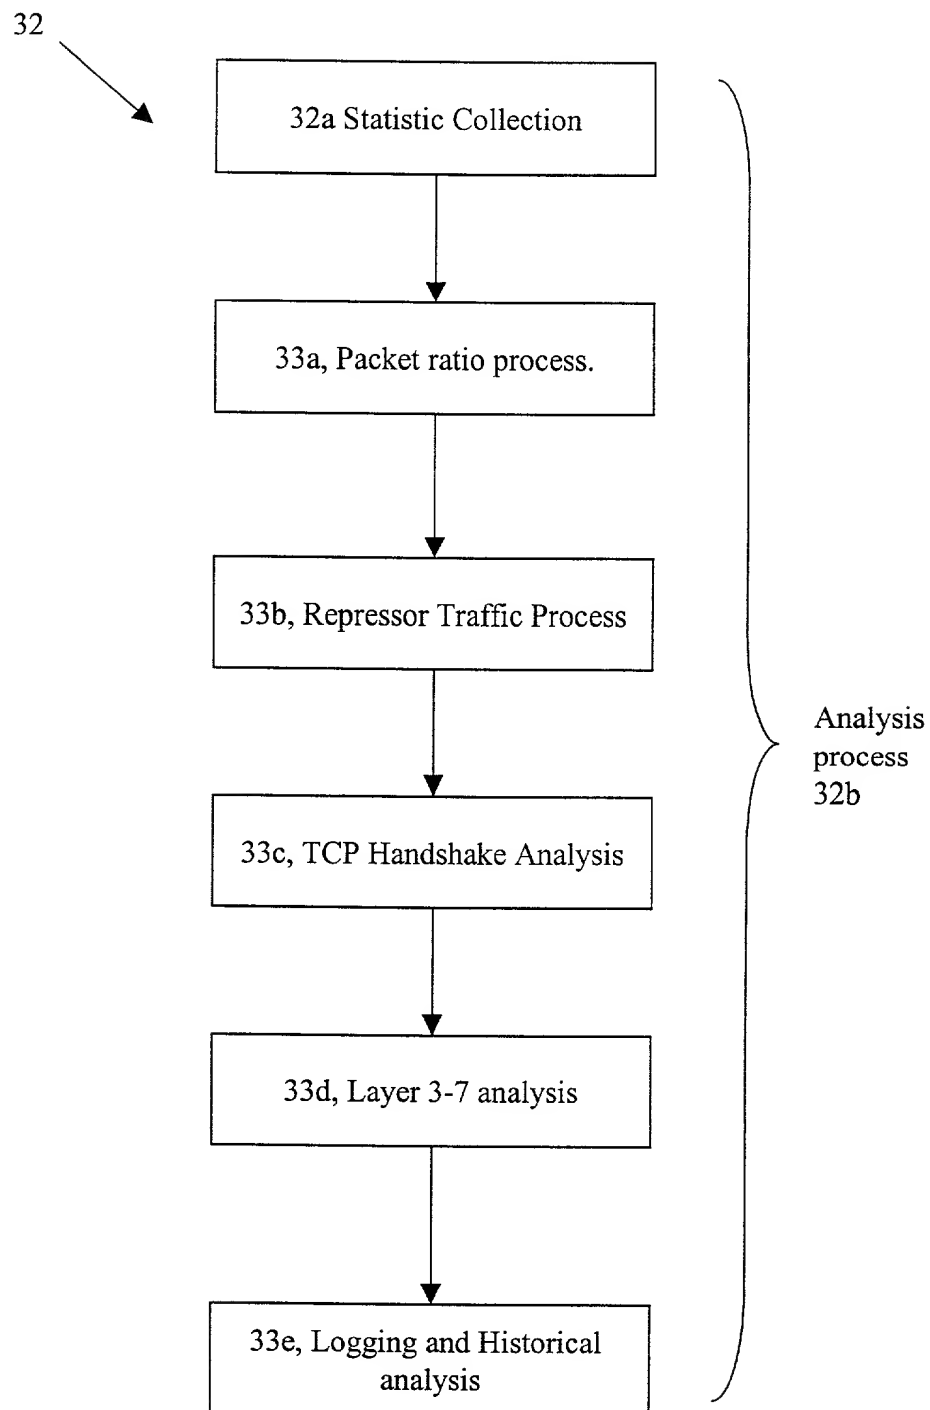 32
32a Statistic Collection
33a, Packet ratio process.
33b, Repressor Traffic Process
33c, TCP Handshake Analysis
33d, Layer 3-7 analysis
33e, Logging and Historical
analysis
Analysis
process
32b